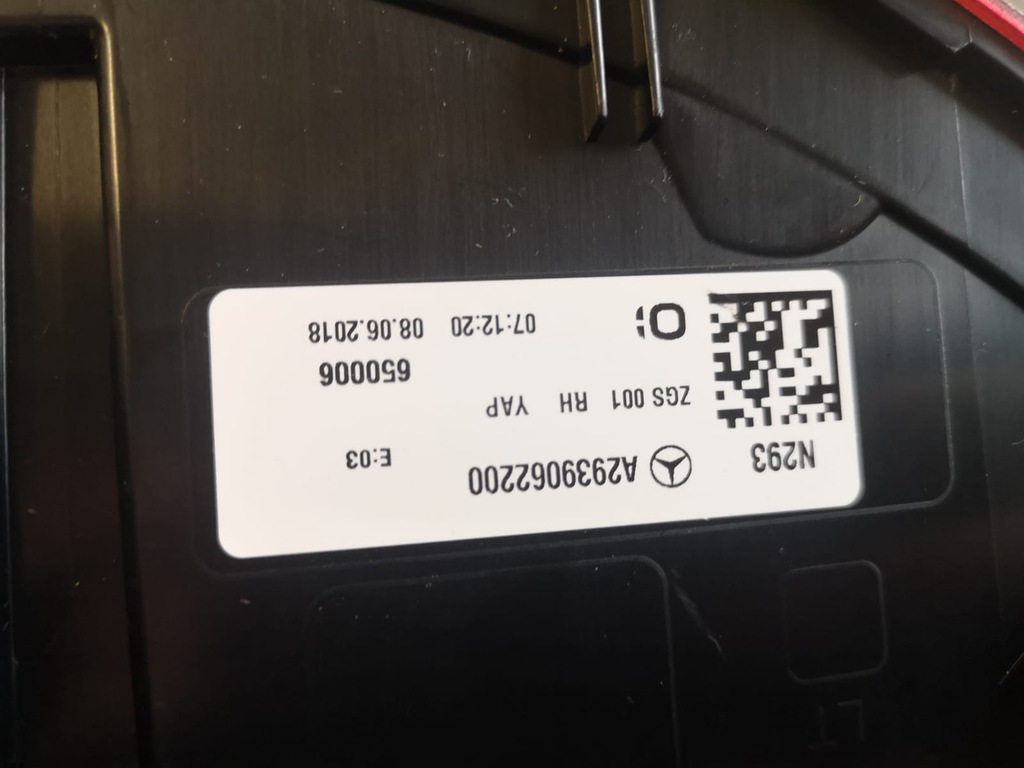 N293
A2939062200 E:03
ZGS 001 RH YAP
650006
07:12:20 08.06.2018